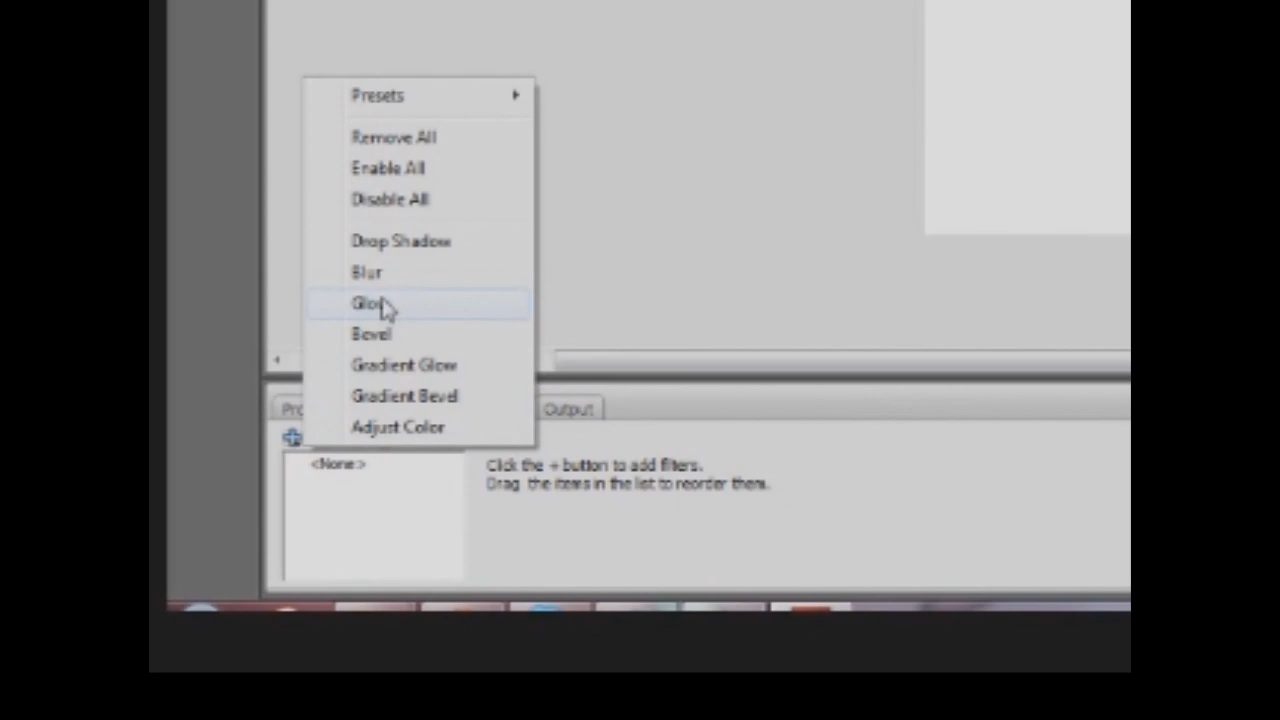 Presets
Remove All
Enable All
Disable All
Drop Shadow
Blur
Glow
Bevel
Gradient Glow
Gradient Bevel
Adjust Color
Output
<None>
Click the + button to add filters.
Drag the items in the list to reorder them.